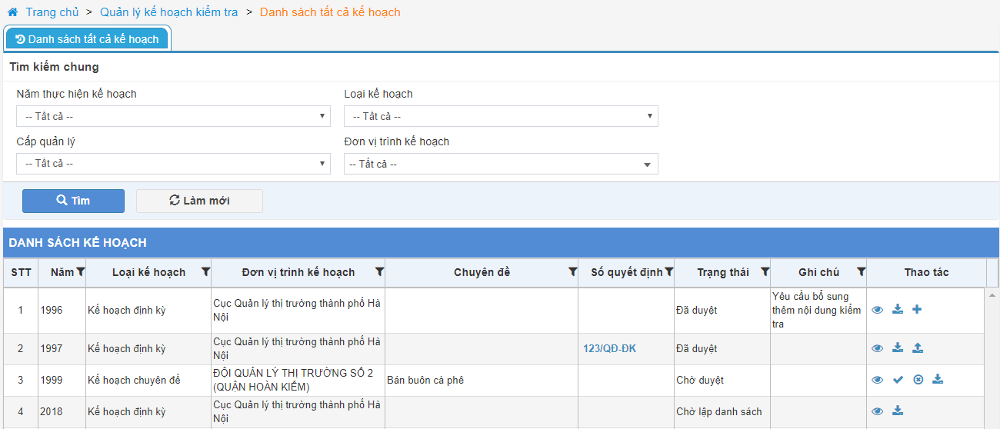 Trang chủ > Quản lý kế hoạch kiểm tra > Danh sách tất cả kế hoạch
Danh sách tất cả kế hoạch
Tìm kiếm chung
Năm thực hiện kế hoạch
Loại kế hoạch
-- Tất cả --
-- Tất cả --
Cấp quản lý
Đơn vị trình kế hoạch
-- Tất cả --
-- Tất cả --
Tìm
Làm mới
DANH SÁCH KẾ HOẠCH
STT Năm Loại kế hoạch Đơn vị trình kế hoạch Chuyên đề Số quyết định Trạng thái Ghi chú Thao tác
1 1996 Kế hoạch định kỳ
Cục Quản lý thị trường thành phố Hà
Nội
Đã duyệt
Yêu cầu bổ sung
thêm nội dung kiểm
tra
2 1997 Kế hoạch định kỳ
Cục Quản lý thị trường thành phố Hà
Nội
123/QĐ-ĐK
Đã duyệt
3 1999 Kế hoạch chuyên đề
ĐỘI QUẢN LÝ THỊ TRƯỜNG SỐ 2
(QUẬN HOÀN KIẾM)
Bán buôn cà phê
Chờ duyệt
4 2018 Kế hoạch định kỳ
Cục Quản lý thị trường thành phố Hà
Nội
Chờ lập danh sách